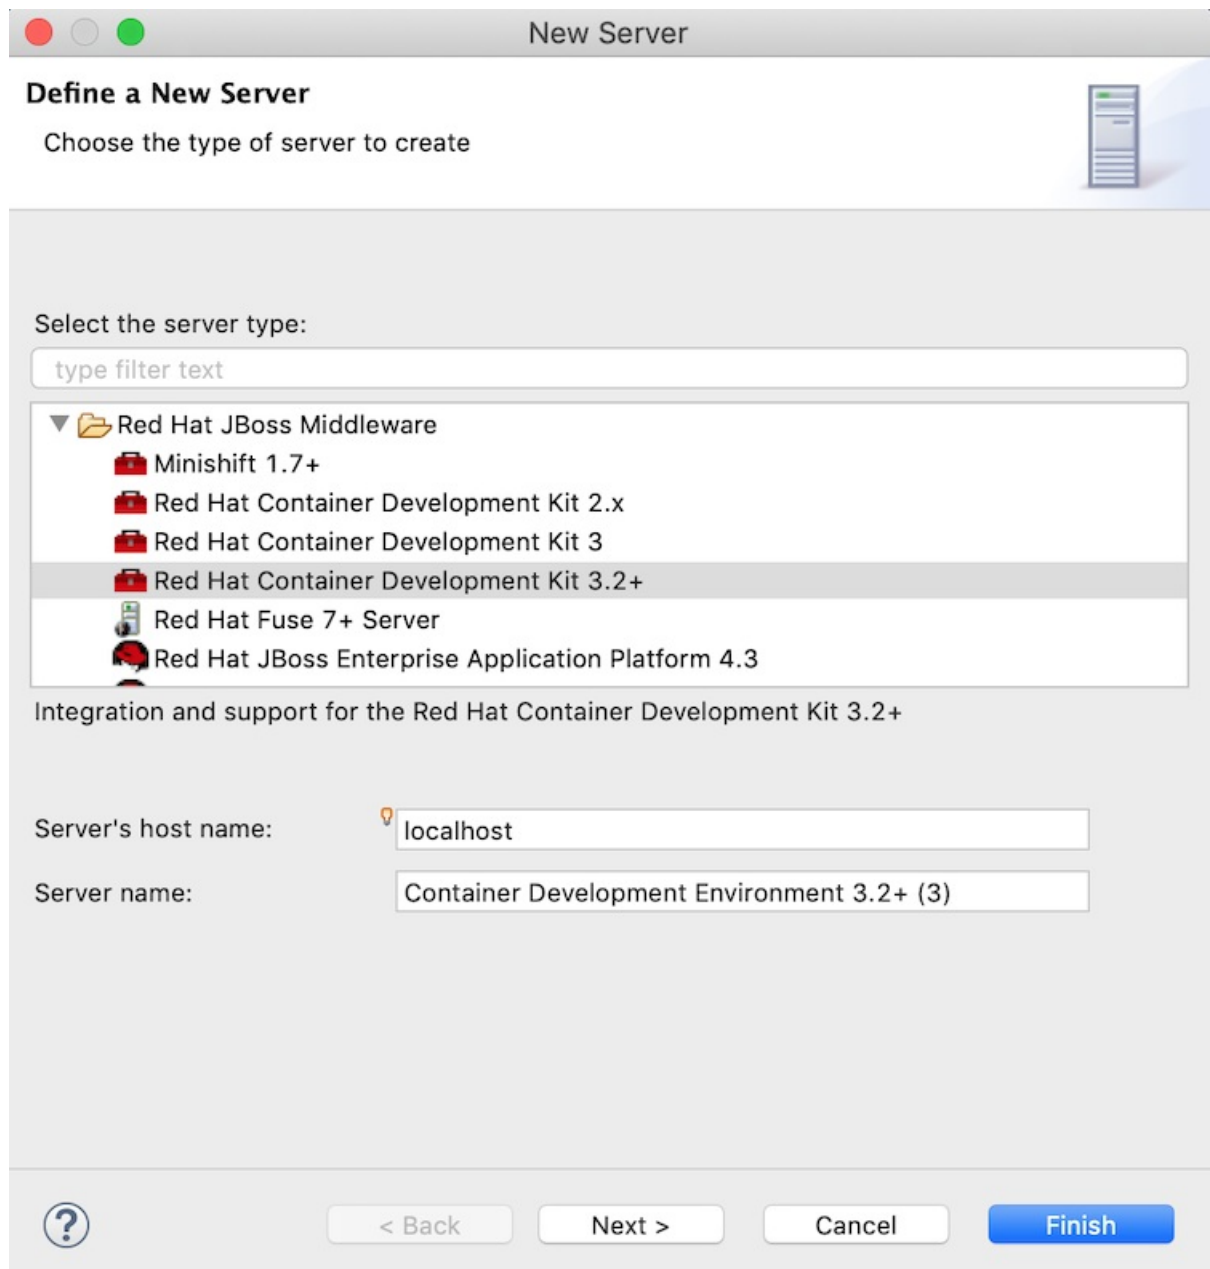 New Server
Define a New Server
Choose the type of server to create
Select the server type:
type filter text
Red Hat JBoss Middleware
Minishift 1.7+
Red Hat Container Development Kit 2.x
Red Hat Container Development Kit 3
Red Hat Container Development Kit 3.2+
Red Hat Fuse 7+ Server
Red Hat JBoss Enterprise Application Platform 4.3
Integration and support for the Red Hat Container Development Kit 3.2+
Server's host name: localhost
Server name: Container Development Environment 3.2+ (3)
? < Back Next > Cancel Finish